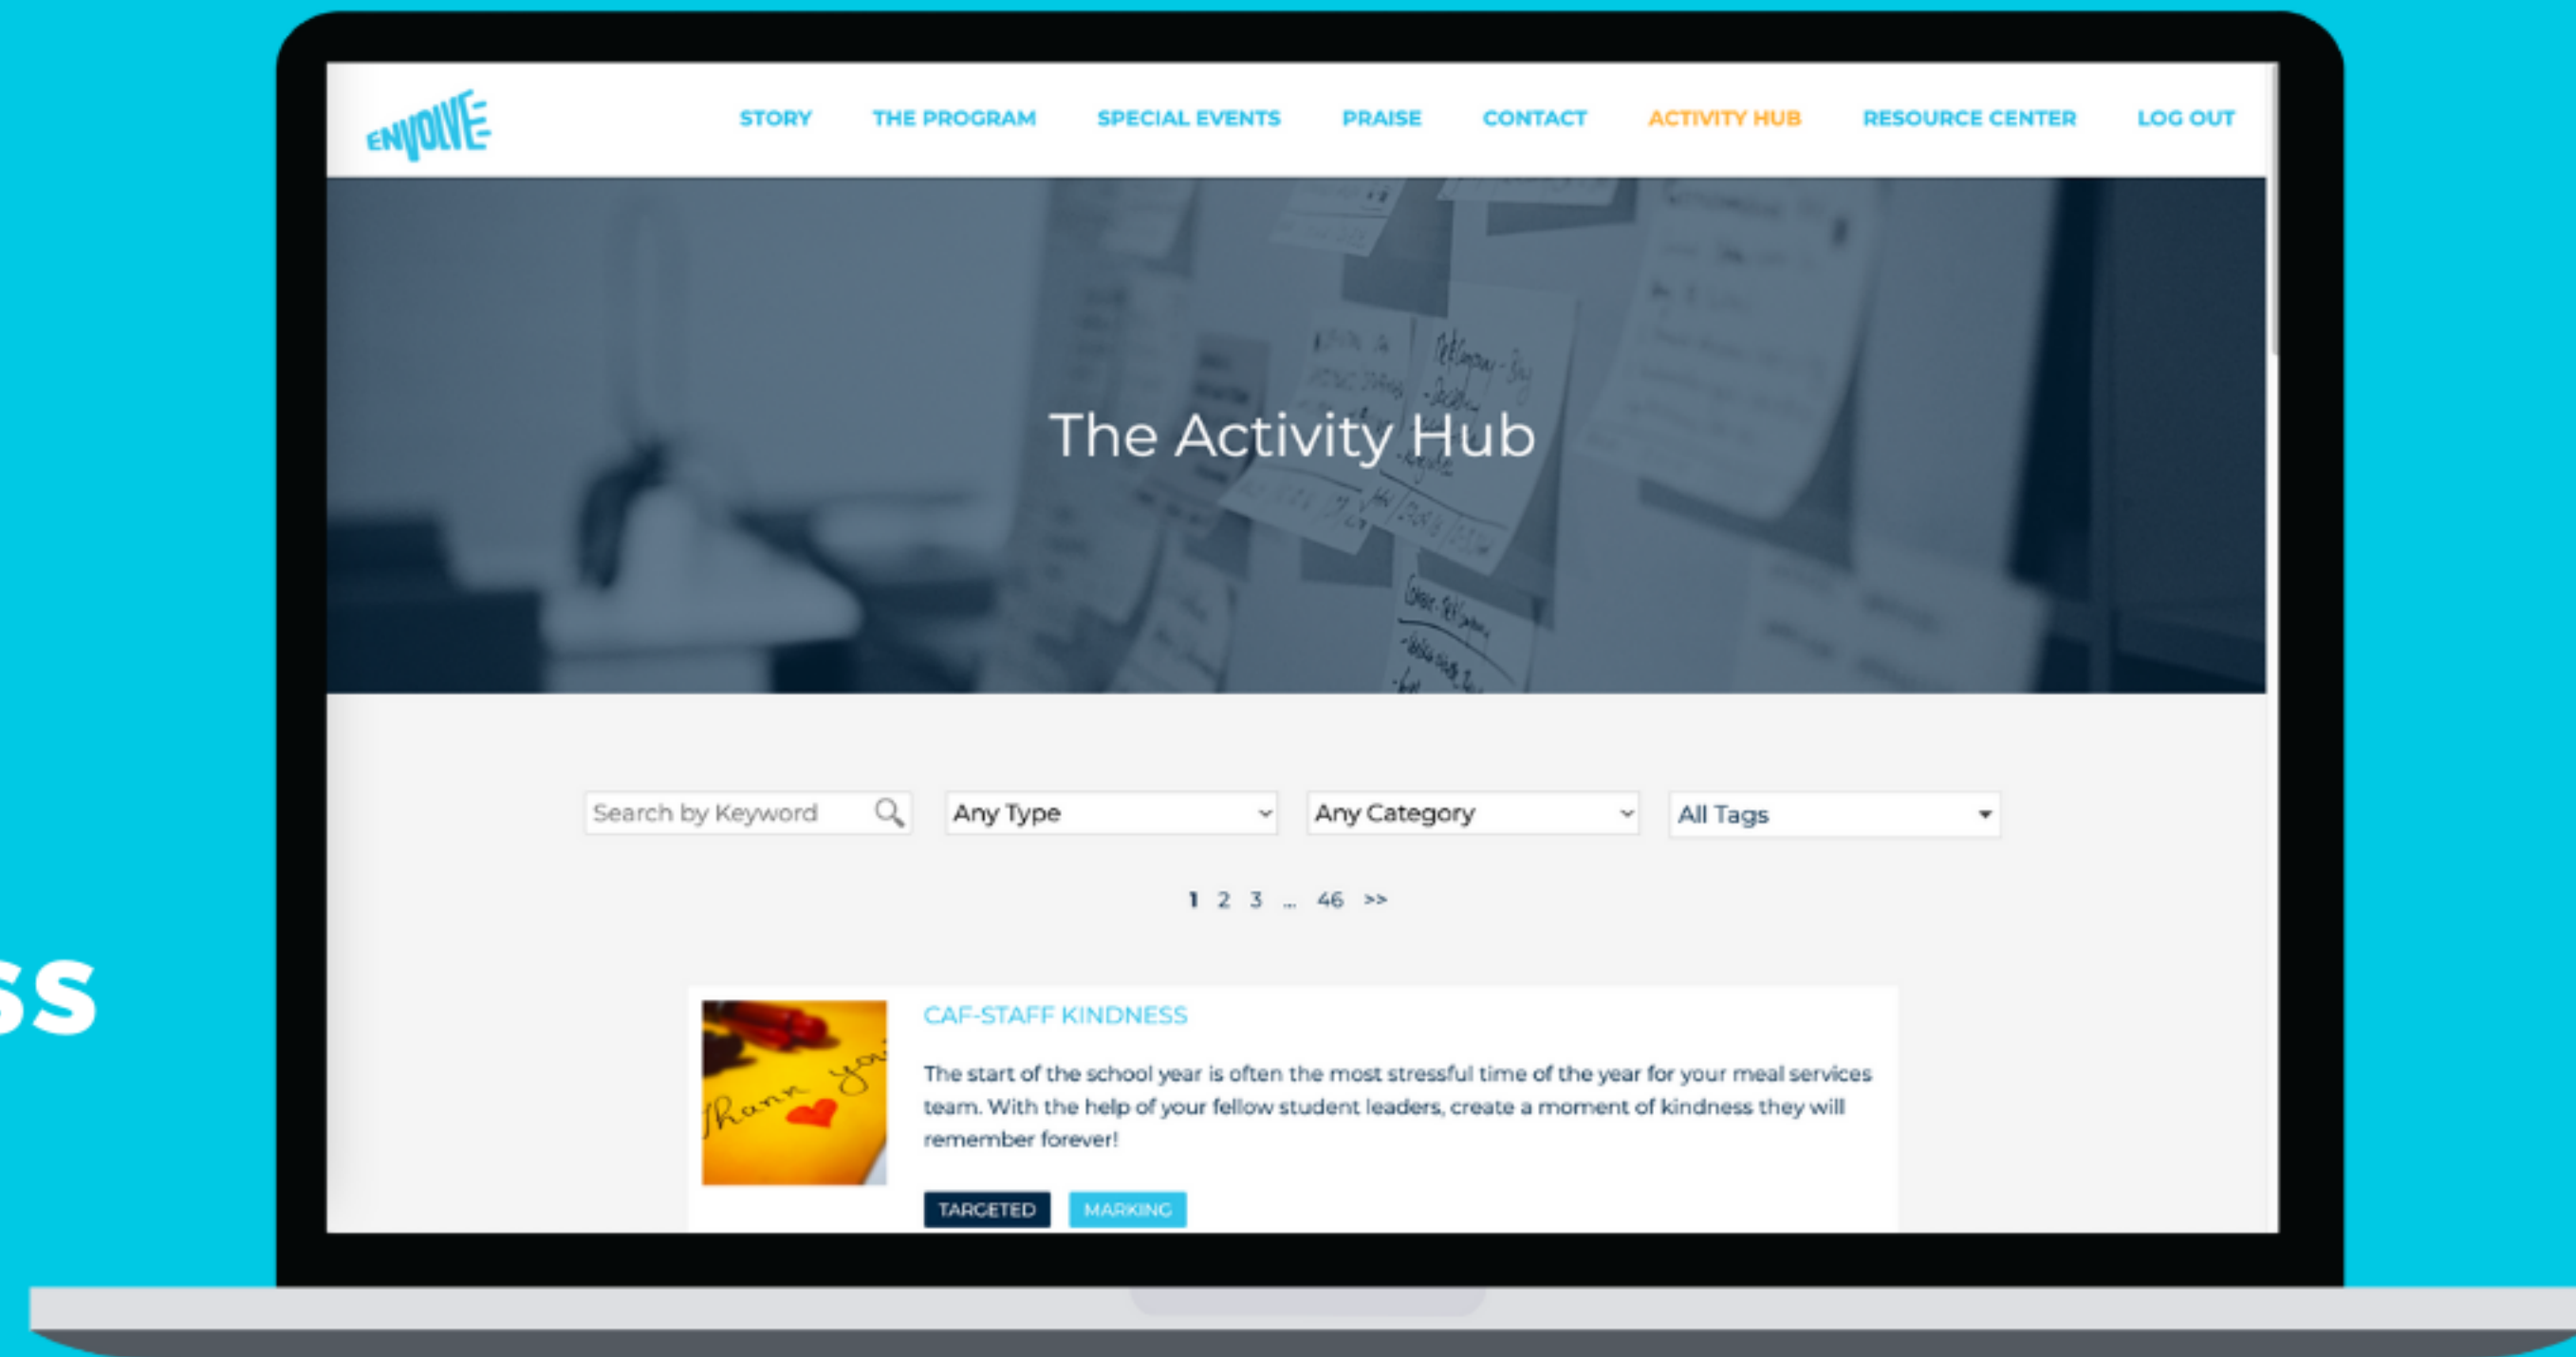 ENVOLVE
STORY THE PROGRAM SPECIAL EVENTS PRAISE CONTACT ACTIVITY HUB RESOURCE CENTER LOG OUT
The Activity Hub
Search by Keyword Any Type Any Category All Tags
1 2 3 ... 46 >>
ss
CAF-STAFF KINDNESS
Thank you
The start of the school year is often the most stressful time of the year for your meal services
team. With the help of your fellow student leaders, create a moment of kindness they will
remember forever!
TARGETED MARKING